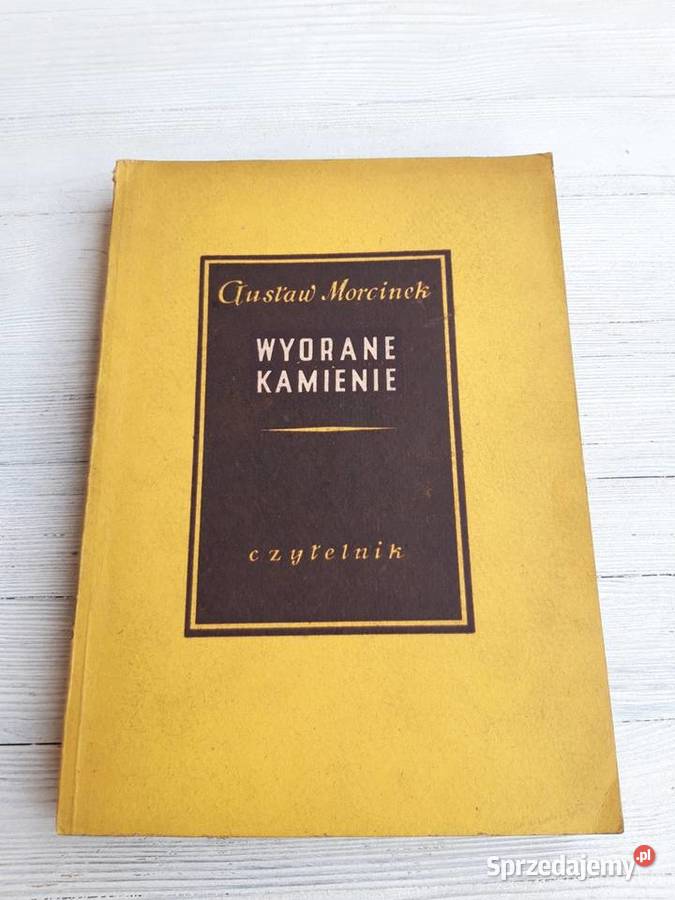 Gustaw Morcinek
WYORANE
KAMIENIE
czytelnik
Sprzedajemy.pl